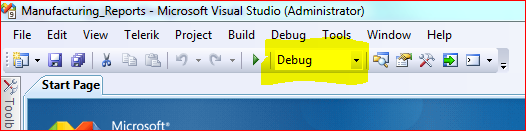 Manufacturing_Reports - Microsoft Visual Studio (Administrator)
File Edit View Telerik Project Build Debug Tools Window Help
Debug
Start Page
Toolb
Microsoft®